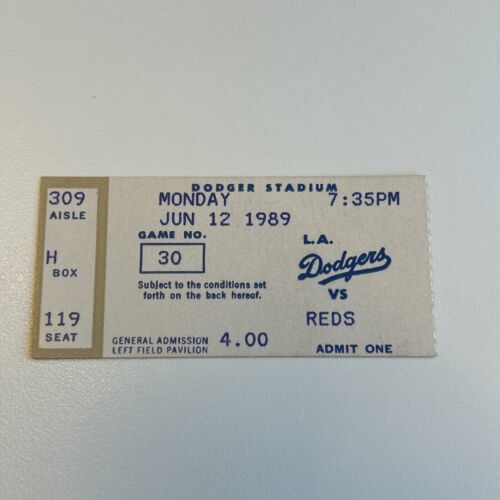 DODGER STADIUM
309
AISLE
H
BOX
119
SEAT
MONDAY 7:35PM
JUN 12 1989
GAME NO.
30
Subject to the conditions set
forth on the back hereof.
GENERAL ADMISSION
LEFT FIELD PAVILION
4.00
L.A.
Dodgers
VS
REDS
ADMIT ONE